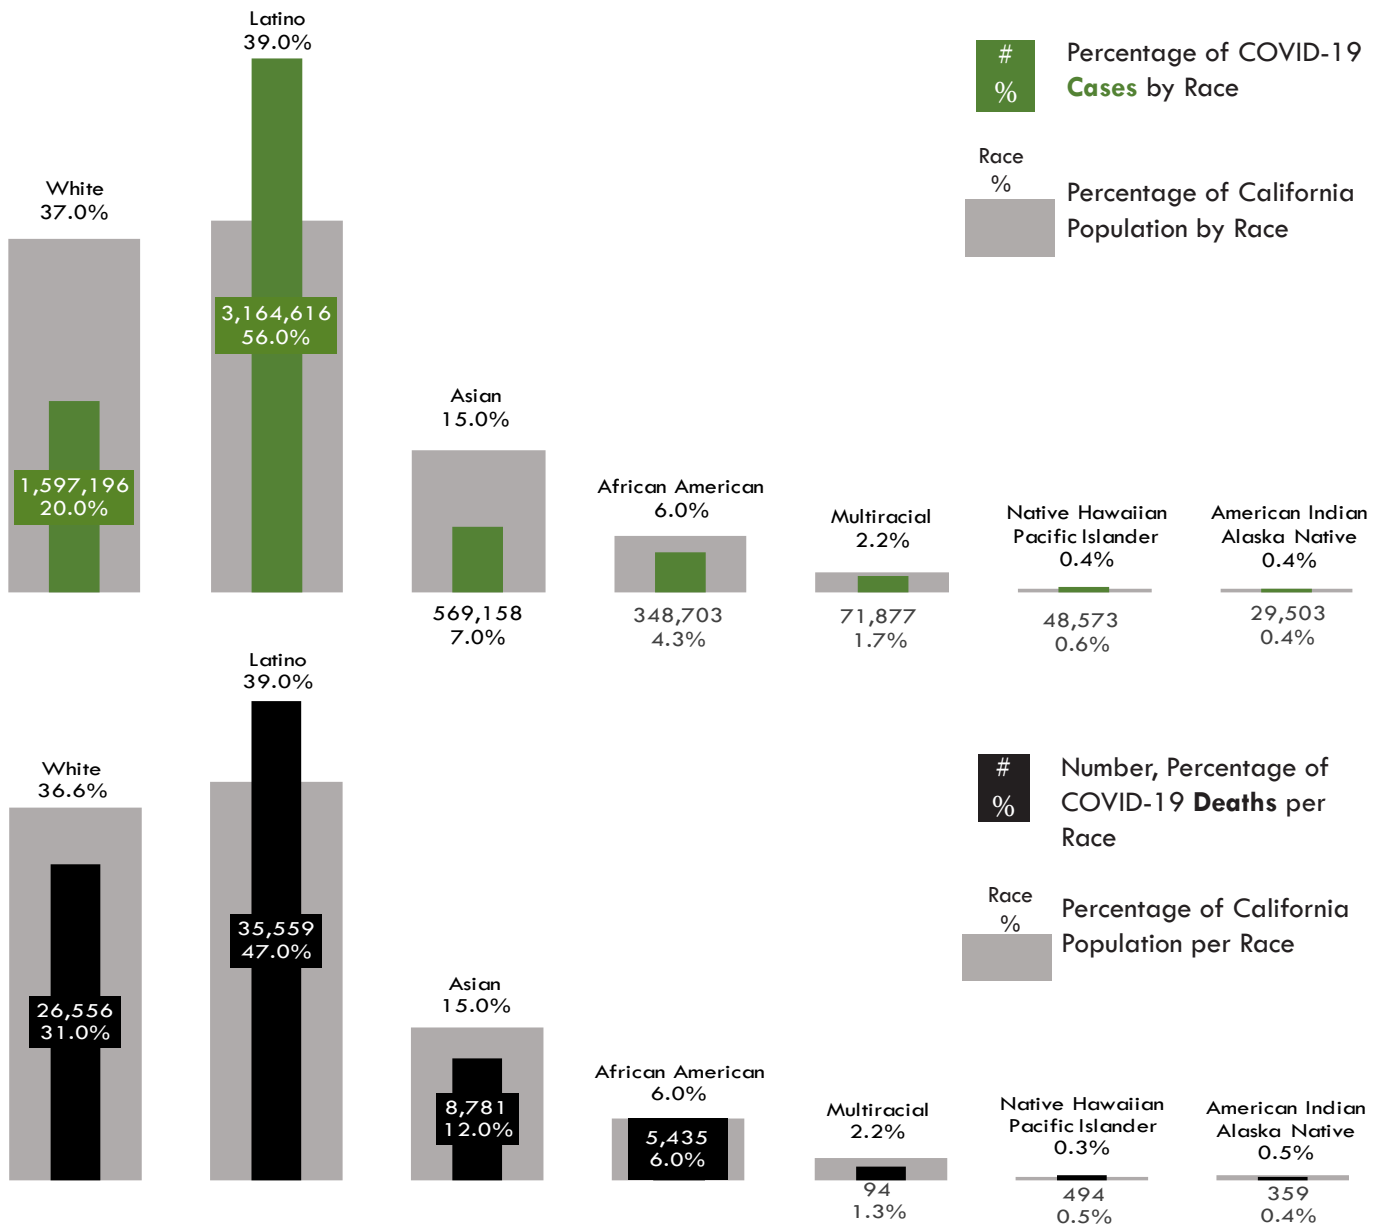 Latino
39.0%
White
37.0%
3,164,616
56.0%
1,597,196
20.0%
Asian
15.0%
569,158
7.0%
African American
6.0%
348,703
4.3%
Multiracial
2.2%
71,877
1.7%
Native Hawaiian
Pacific Islander
0.4%
48,573
0.6%
American Indian
Alaska Native
0.4%
29,503
0.4%
#
%
Percentage of COVID-19
Cases by Race
Race
%
Percentage of California
Population by Race
Latino
39.0%
White
36.6%
35,559
47.0%
26,556
31.0%
Asian
15.0%
8,781
12.0%
African American
6.0%
5,435
6.0%
Multiracial
2.2%
94
1.3%
Native Hawaiian
Pacific Islander
0.3%
494
0.5%
American Indian
Alaska Native
0.5%
359
0.4%
#
%
Number, Percentage of
COVID-19 Deaths per
Race
Race
%
Percentage of California
Population per Race